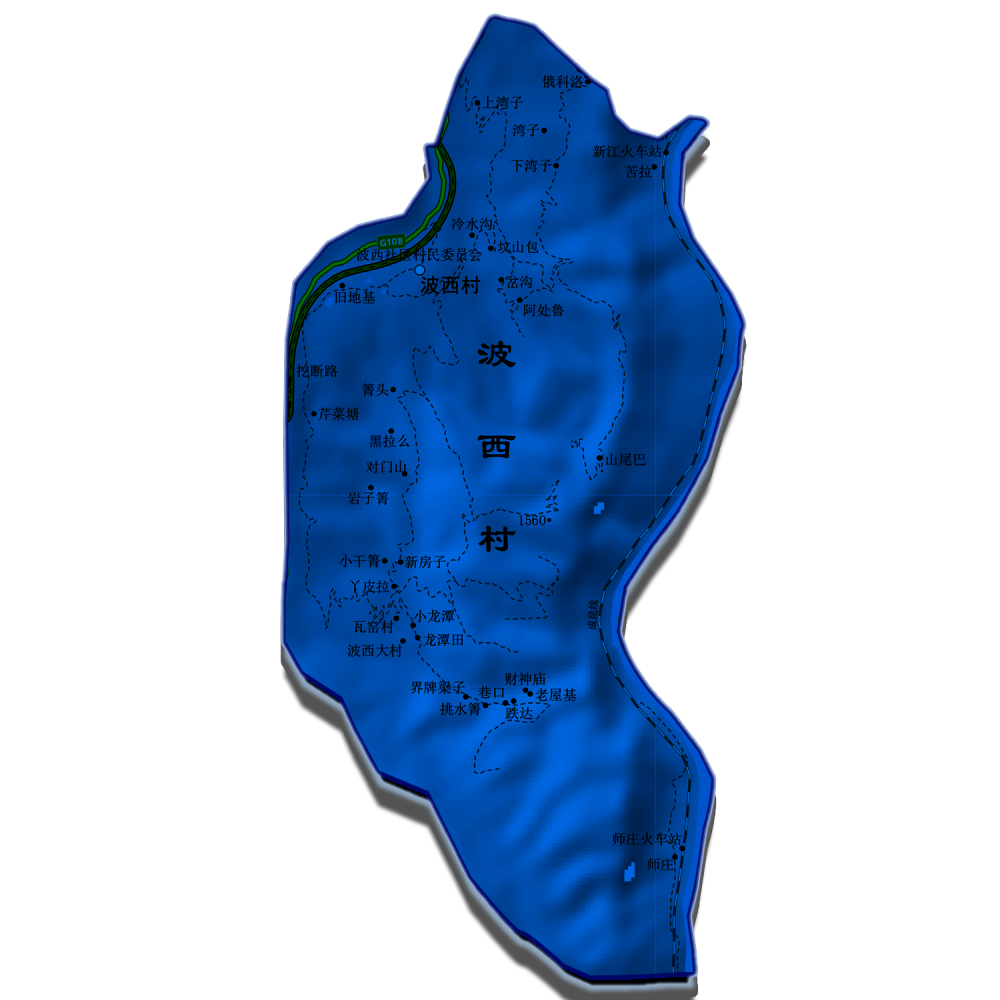 俄科洛
上湾子
湾子
新江火车站
下湾子
苦拉
冷水沟
G108
坟山包
波西社区村民委员会
波西村
岔沟
旧地基
阿处鲁
波
挖断路
箐头
芹菜塘
黑拉么
西
山尾巴
对门山
岩子箐
1560
村
小干箐
新房子
丫皮拉
成昆线
小龙潭
瓦窑村
龙潭田
波西大村
财神庙
界牌梁子
巷口
老屋基
挑水箐
跌达
师庄火车站
师庄